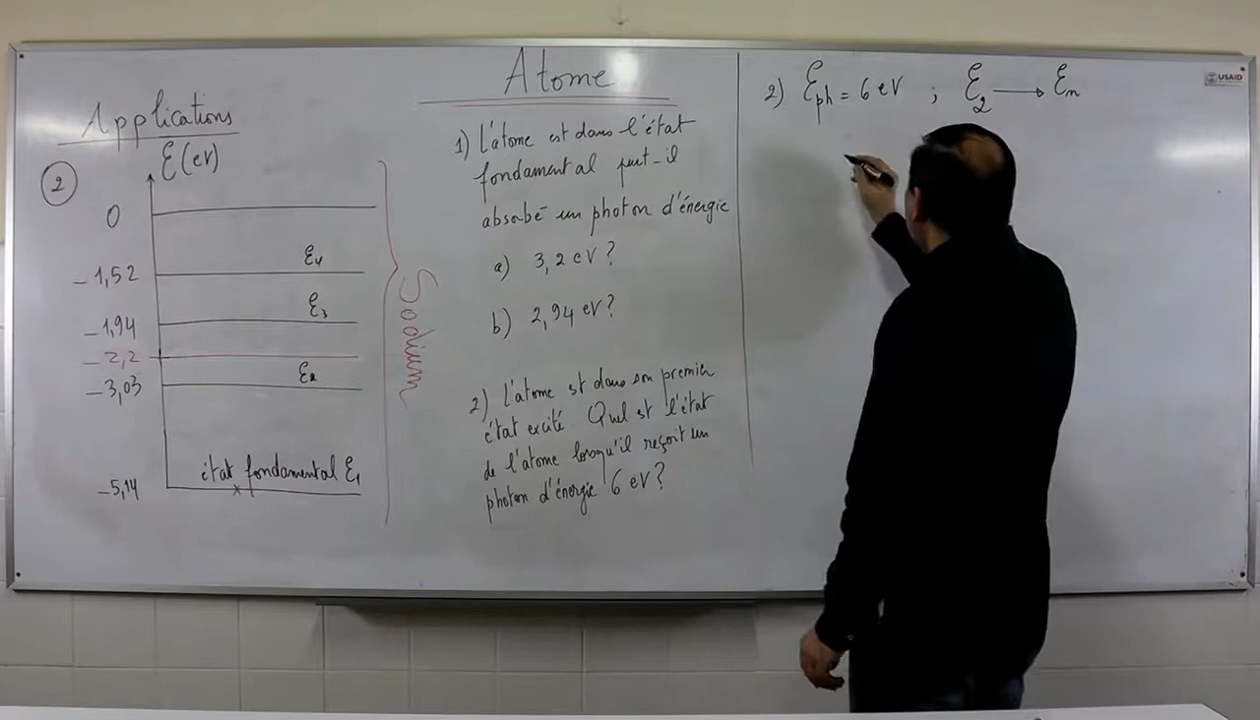 Atome
Applications
2
E(eV)
0
-1,52 E4
-1,94 E3
-2,2
-3,03 E2
état fondamental E1
-5,14
Sodium
1) L'atome est dans l'état
fondamental peut-il
absorbé un photon d'énergie
a) 3,2 eV?
b) 2,94 eV?
2) L'atome est dans son premier
état excité Quel est l'état
de l'atome lorsqu'il reçoit un
photon d'énergie 6 eV?
2) Eph = 6 eV ; E2 → En
USAID